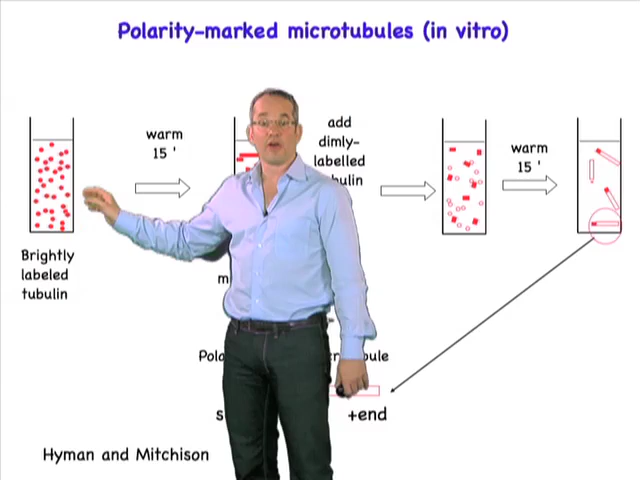 Polarity-marked microtubules (in vitro)
warm
15 '
add
dimly-
labelled
warm
15 '
Brightly
labeled
tubulin
+end
Hyman and Mitchison